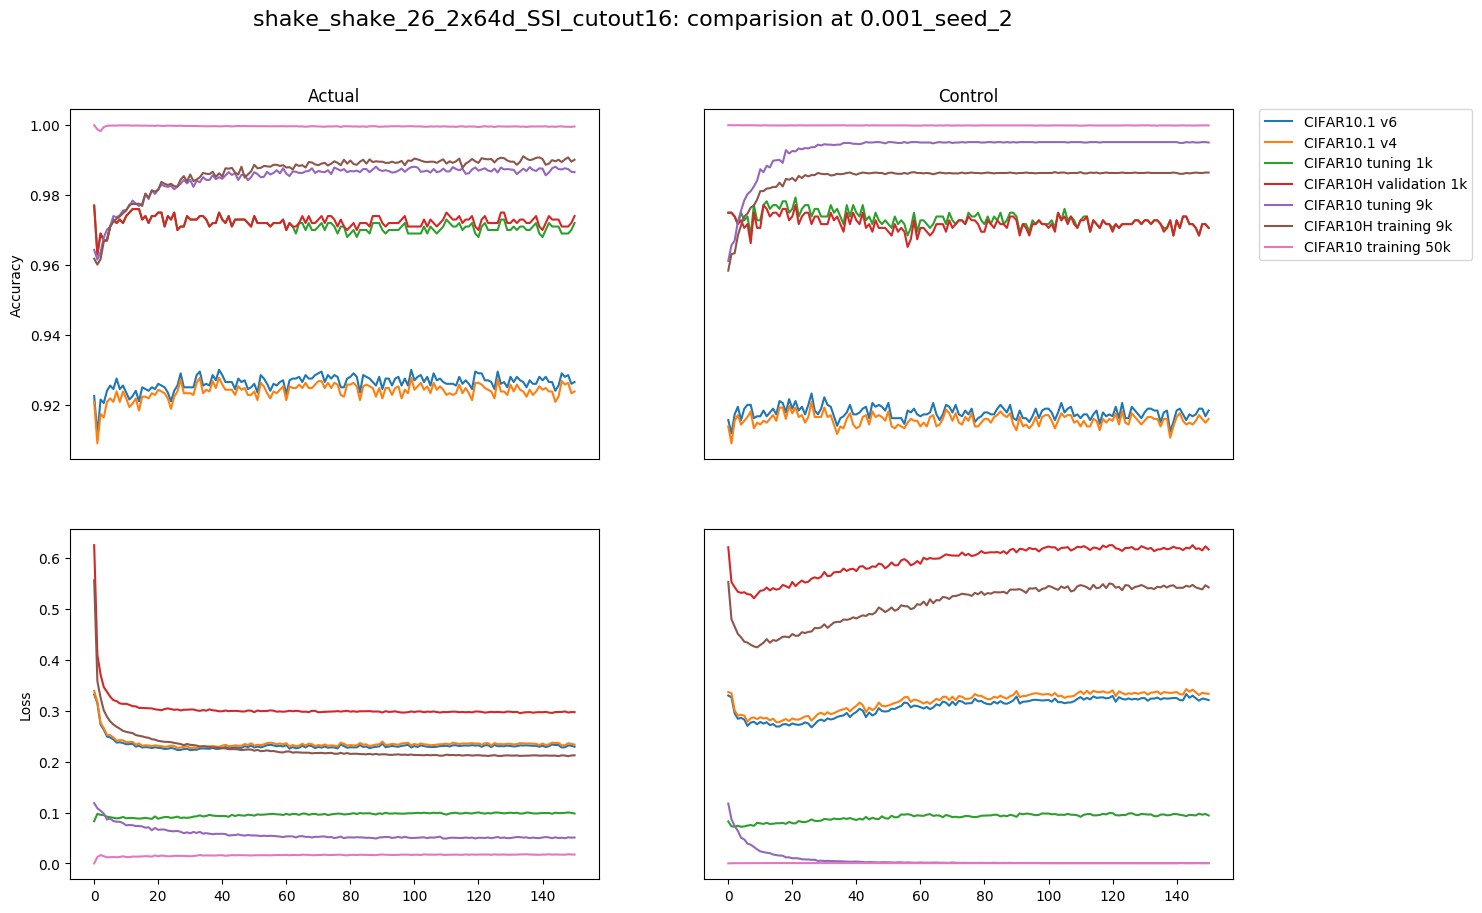 shake_shake_26_2x64d_SSI_cutout16: comparision at 0.001_seed_2
Actual
Control
Accuracy
1.00
0.98
0.96
0.94
0.92
CIFAR10.1 v6
CIFAR10.1 v4
CIFAR10 tuning 1k
CIFAR10H validation 1k
CIFAR10 tuning 9k
CIFAR10H training 9k
CIFAR10 training 50k
Loss
0.6
0.5
0.4
0.3
0.2
0.1
0.0
0 20 40 60 80 100 120 140
0 20 40 60 80 100 120 140